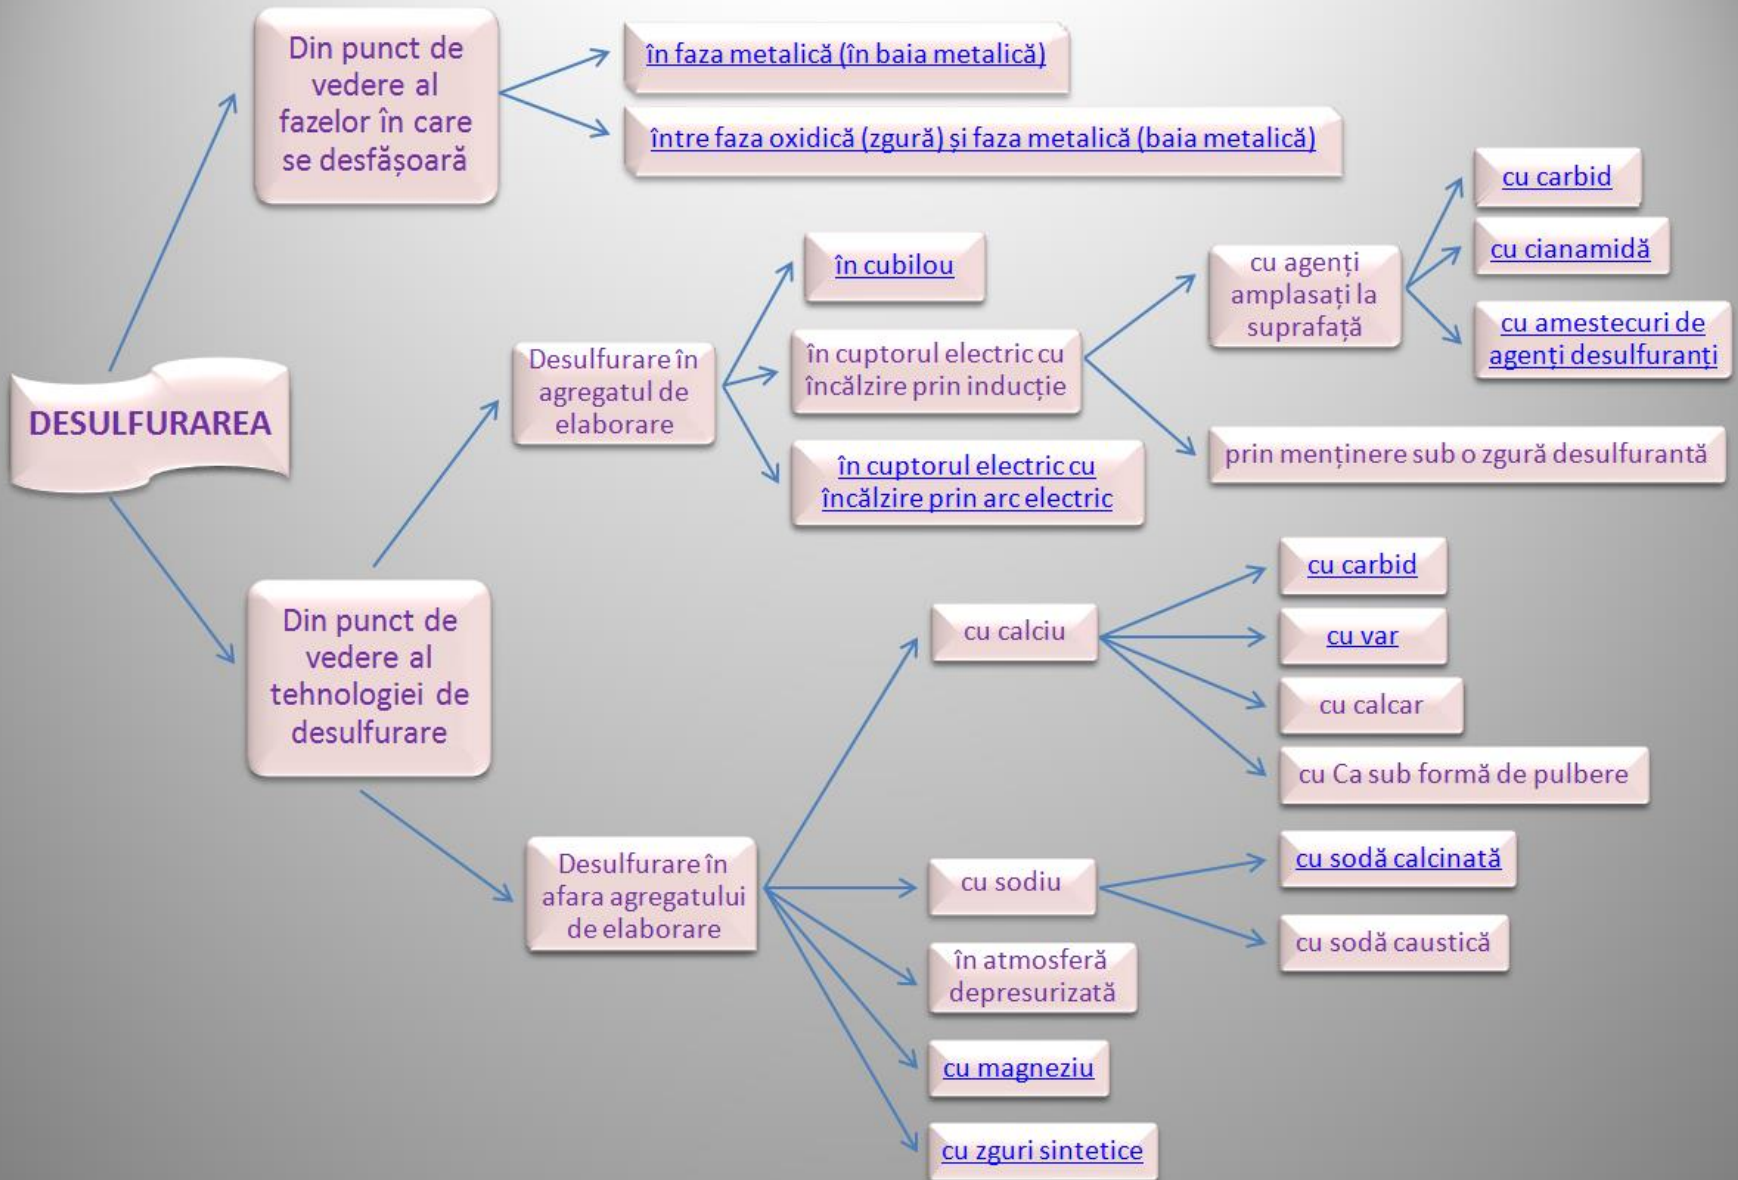 Din punct de
vedere al
fazelor în care
se desfășoară
în faza metalică (în baia metalică)
între faza oxidică (zgură) și faza metalică (baia metalică)
DESULFURAREA
Desulfurare în
agregatul de
elaborare
în cubilou
în cuptorul electric cu
încălzire prin inducție
în cuptorul electric cu
încălzire prin arc electric
cu agenți
amplasați la
suprafață
cu carbid
cu cianamidă
cu amestecuri de
agenți desulfuranți
prin menținere sub o zgură desulfurantă
Din punct de
vedere al
tehnologiei de
desulfurare
Desulfurare în
afara agregatului
de elaborare
cu calciu
cu carbid
cu var
cu calcar
cu Ca sub formă de pulbere
cu sodiu
cu sodă calcinată
cu sodă caustică
în atmosferă
depresurizată
cu magneziu
cu zguri sintetice